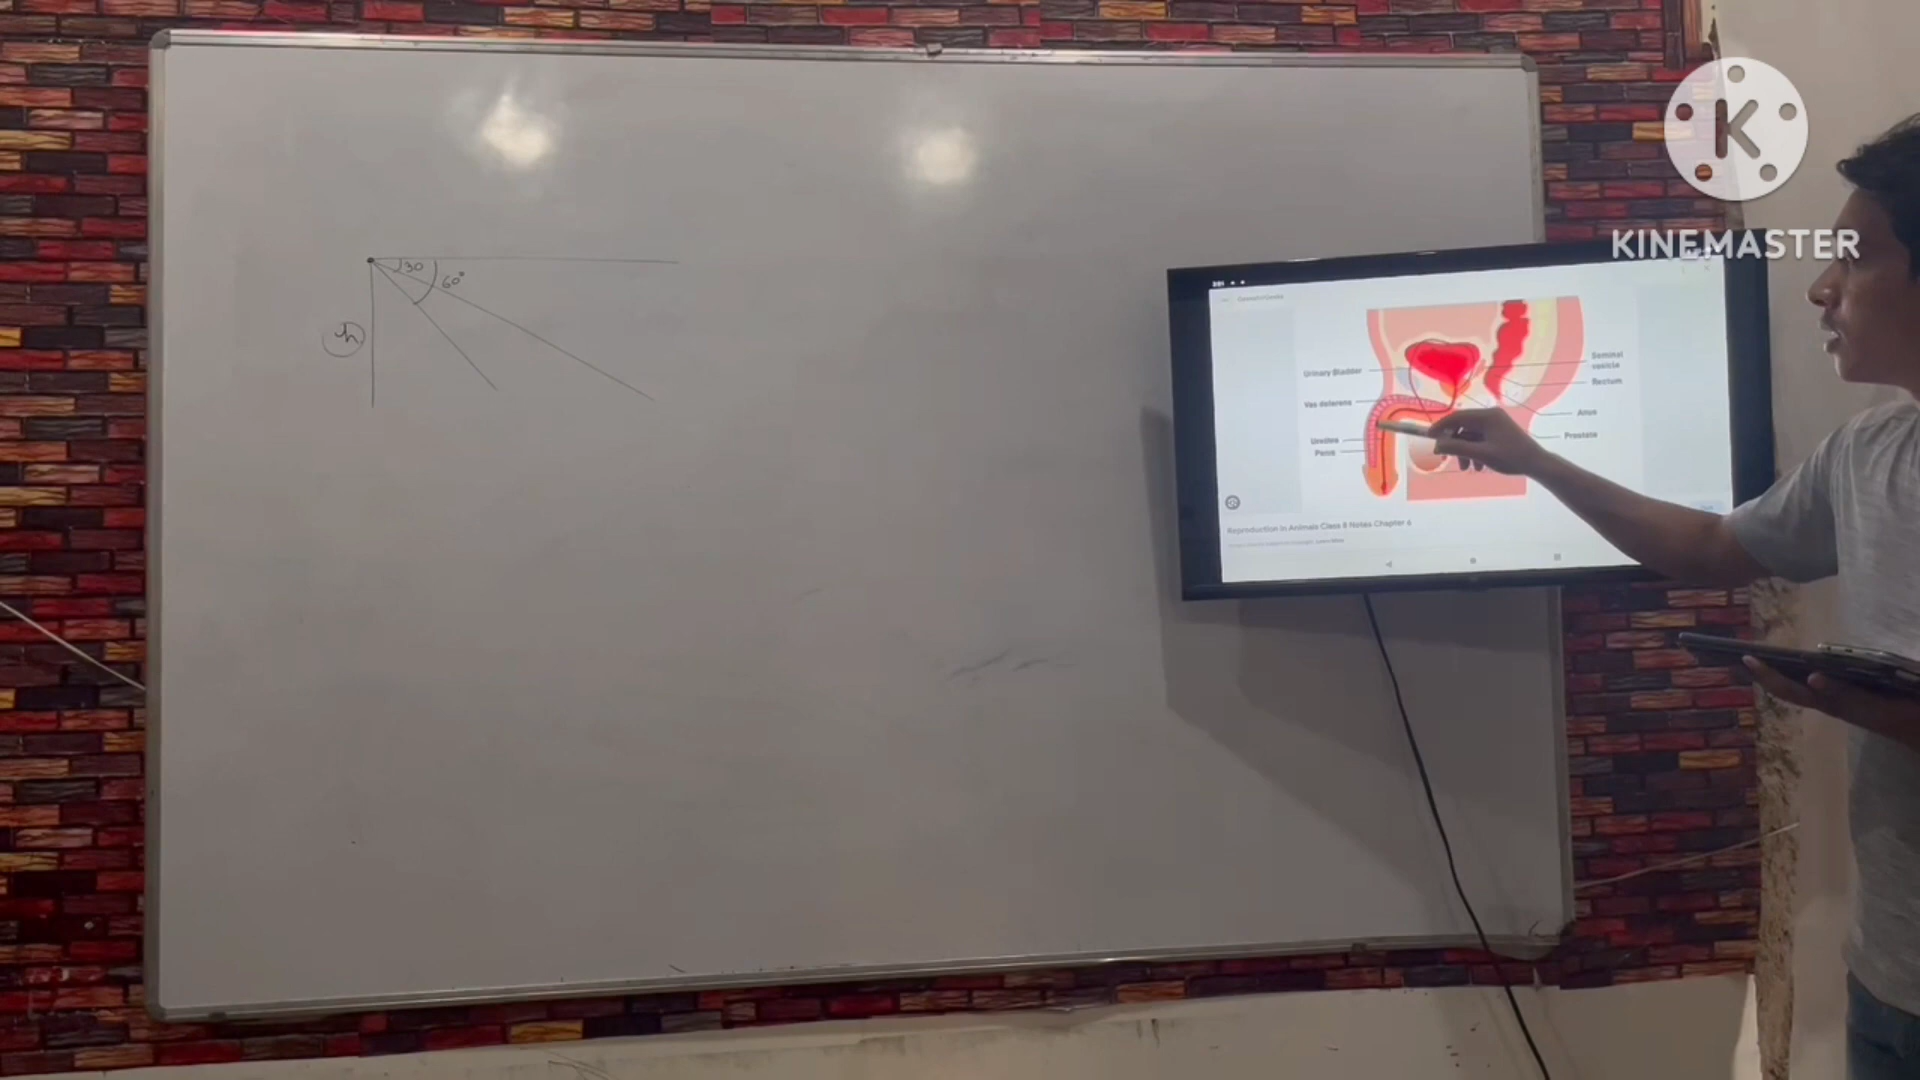 K
KINEMASTER
30
60°
h
GeeksforGeeks
Urinary Bladder
Vas deferens
Urethra
Penis
Seminal
vesicle
Rectum
Anus
Prostate
Reproduction in Animals Class 8 Notes Chapter 6